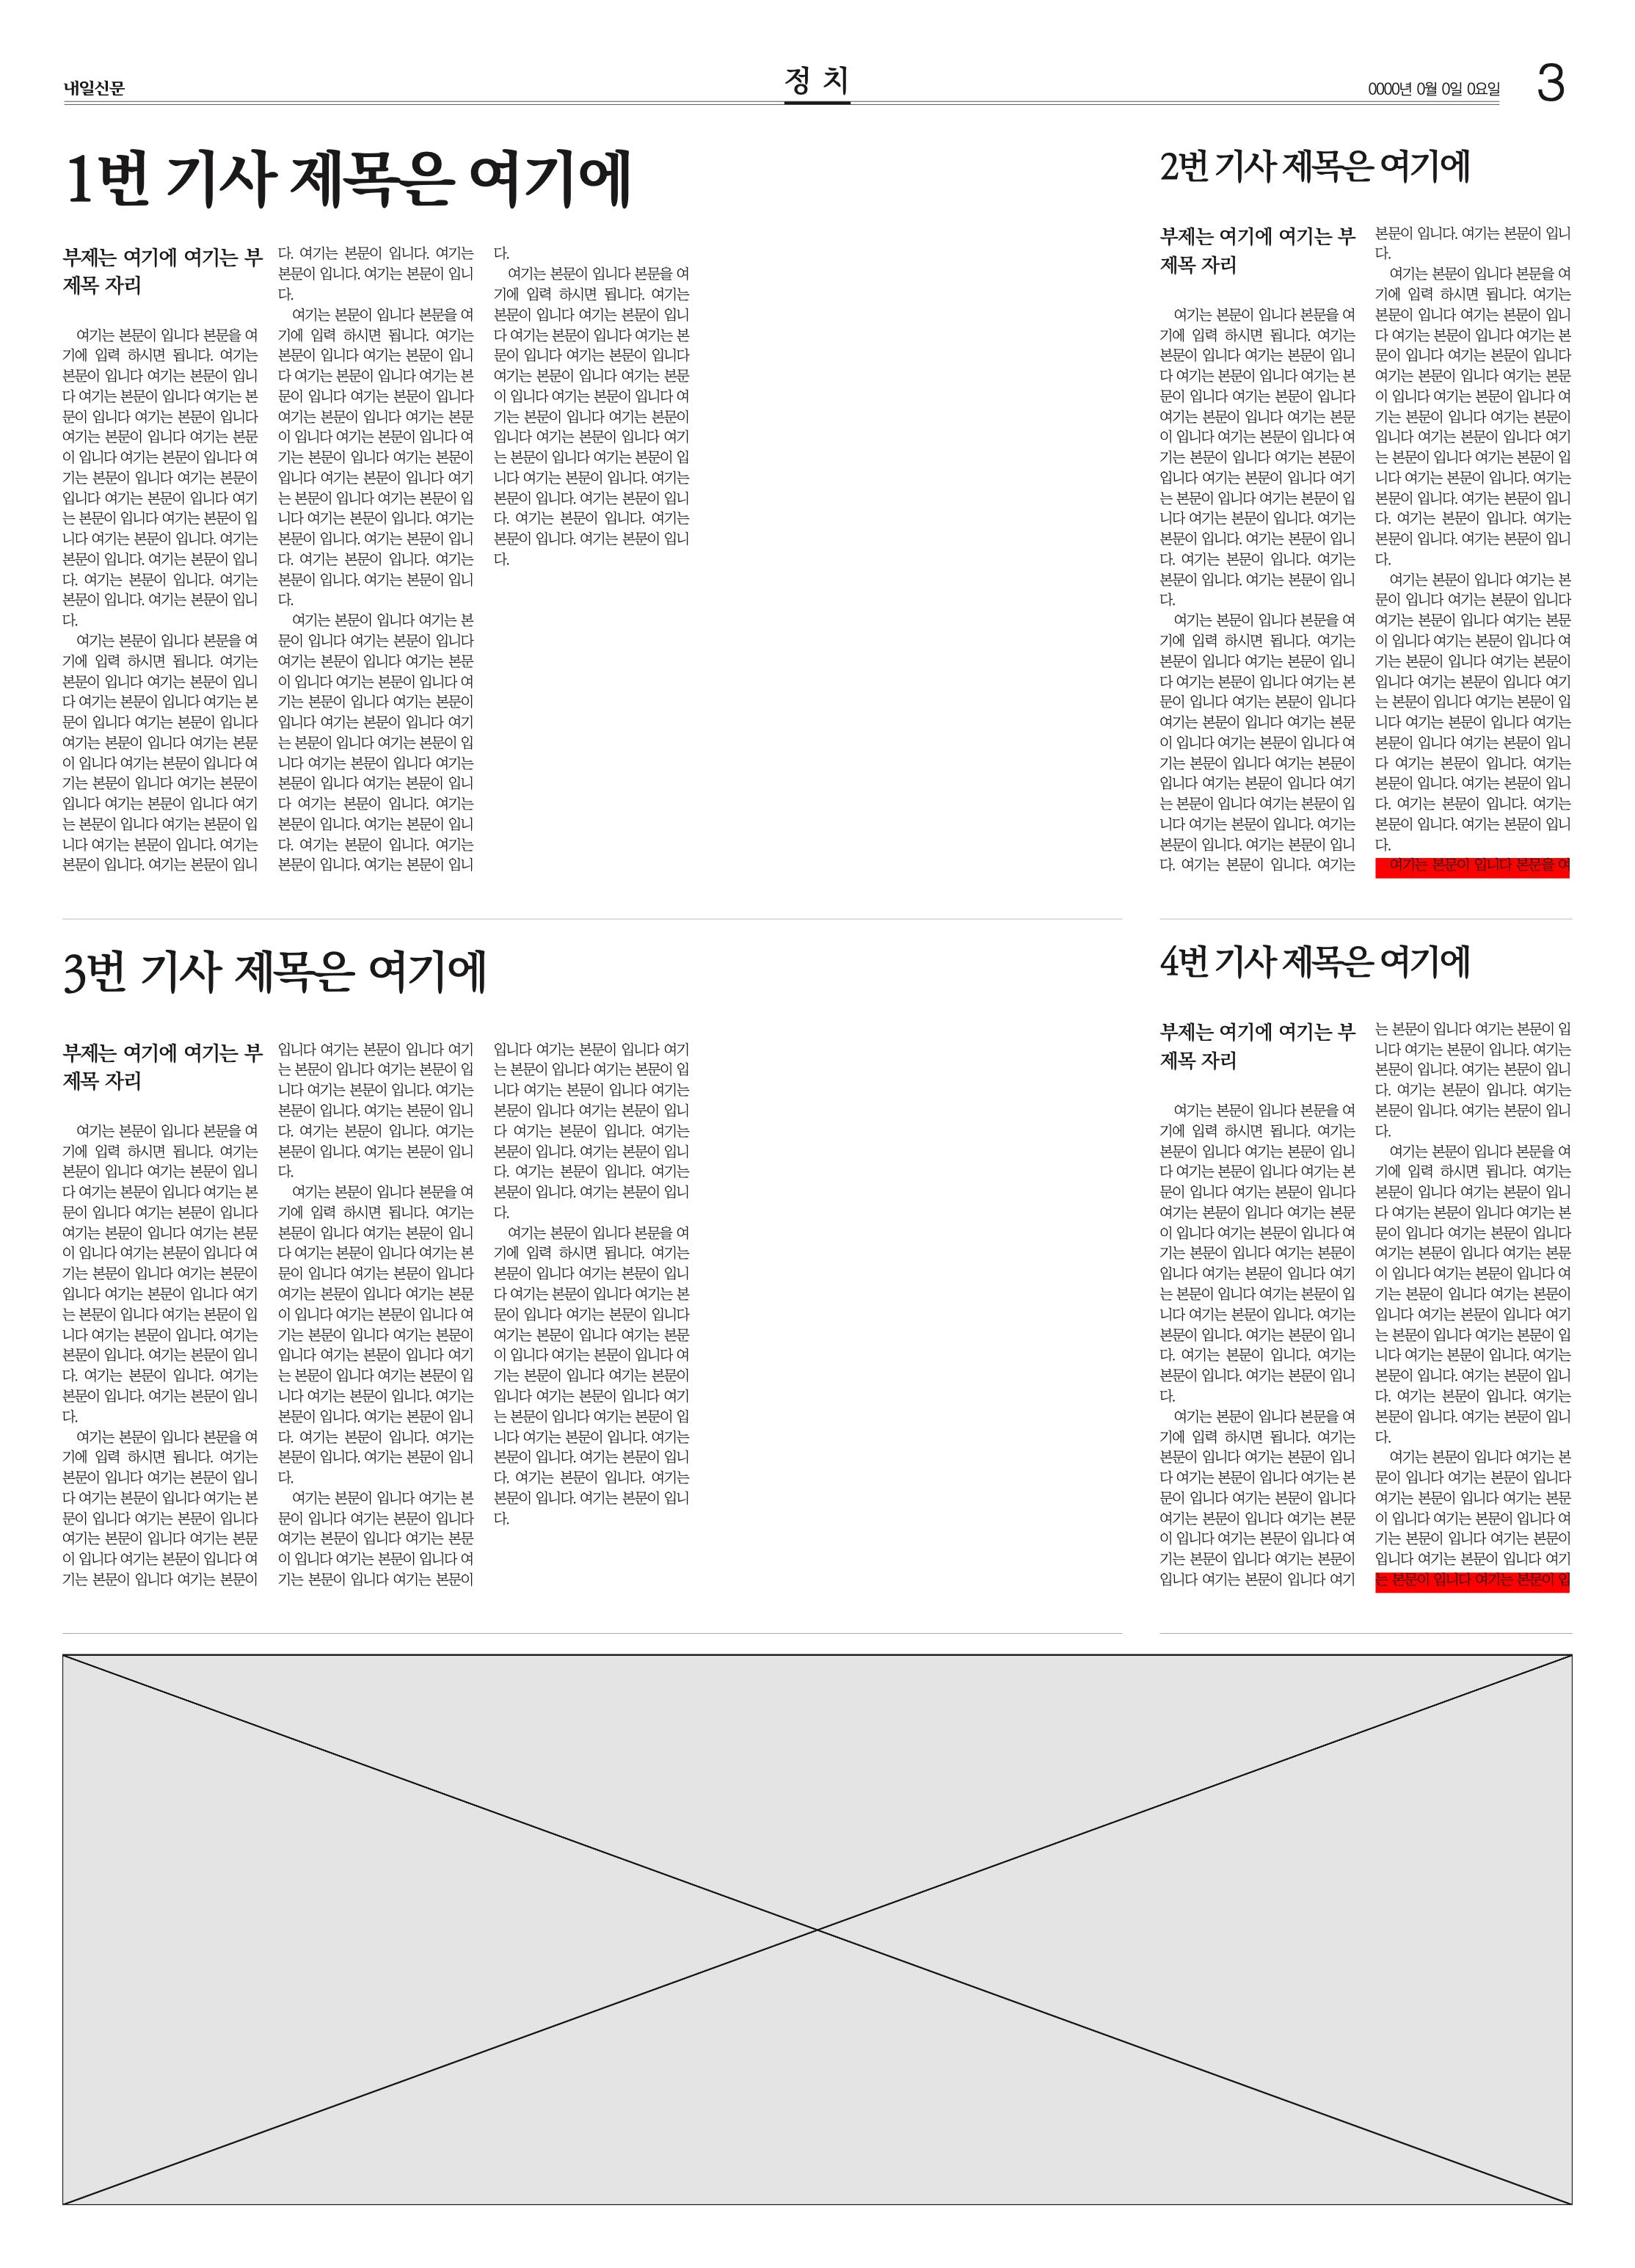 내일신문
정 치
0000년 0월 0일 0요일
3
1번 기사 제목은 여기에
부제는 여기에 여기는 부
제목 자리
여기는 본문이 입니다 본문을 여
기에 입력 하시면 됩니다. 여기는
본문이 입니다 여기는 본문이 입니
다 여기는 본문이 입니다 여기는 본
문이 입니다 여기는 본문이 입니다
여기는 본문이 입니다 여기는 본문
이 입니다 여기는 본문이 입니다 여
기는 본문이 입니다 여기는 본문이
입니다 여기는 본문이 입니다 여기
는 본문이 입니다 여기는 본문이 입
니다 여기는 본문이 입니다. 여기는
본문이 입니다. 여기는 본문이 입니
다. 여기는 본문이 입니다. 여기는
본문이 입니다. 여기는 본문이 입니
다.
여기는 본문이 입니다 본문을 여
기에 입력 하시면 됩니다. 여기는
본문이 입니다 여기는 본문이 입니
다 여기는 본문이 입니다 여기는 본
문이 입니다 여기는 본문이 입니다
여기는 본문이 입니다 여기는 본문
이 입니다 여기는 본문이 입니다 여
기는 본문이 입니다 여기는 본문이
입니다 여기는 본문이 입니다 여기
는 본문이 입니다 여기는 본문이 입
니다 여기는 본문이 입니다. 여기는
본문이 입니다. 여기는 본문이 입니
다. 여기는 본문이 입니다. 여기는
본문이 입니다. 여기는 본문이 입니
다.
여기는 본문이 입니다 본문을 여
기에 입력 하시면 됩니다. 여기는
본문이 입니다 여기는 본문이 입니
다 여기는 본문이 입니다 여기는 본
문이 입니다 여기는 본문이 입니다
여기는 본문이 입니다 여기는 본문
이 입니다 여기는 본문이 입니다 여
기는 본문이 입니다 여기는 본문이
입니다 여기는 본문이 입니다 여기
는 본문이 입니다 여기는 본문이 입
니다 여기는 본문이 입니다. 여기는
본문이 입니다. 여기는 본문이 입니
다. 여기는 본문이 입니다. 여기는
본문이 입니다. 여기는 본문이 입니
다.
여기는 본문이 입니다 여기는 본
문이 입니다 여기는 본문이 입니다
여기는 본문이 입니다 여기는 본문
이 입니다 여기는 본문이 입니다 여
기는 본문이 입니다 여기는 본문이
입니다 여기는 본문이 입니다 여기
는 본문이 입니다 여기는 본문이 입
니다 여기는 본문이 입니다 여기는
본문이 입니다 여기는 본문이 입니
다 여기는 본문이 입니다. 여기는
본문이 입니다. 여기는 본문이 입니
다. 여기는 본문이 입니다. 여기는
본문이 입니다. 여기는 본문이 입니
다.
여기는 본문이 입니다 본문을 여
기에 입력 하시면 됩니다. 여기는
본문이 입니다 여기는 본문이 입니
다 여기는 본문이 입니다 여기는 본
문이 입니다 여기는 본문이 입니다
여기는 본문이 입니다 여기는 본문
이 입니다 여기는 본문이 입니다 여
기는 본문이 입니다 여기는 본문이
입니다 여기는 본문이 입니다 여기
는 본문이 입니다 여기는 본문이 입
니다 여기는 본문이 입니다. 여기는
본문이 입니다. 여기는 본문이 입니
다. 여기는 본문이 입니다. 여기는
본문이 입니다. 여기는 본문이 입니
다.
2번 기사 제목은 여기에
부제는 여기에 여기는 부
제목 자리
여기는 본문이 입니다 본문을 여
기에 입력 하시면 됩니다. 여기는
본문이 입니다 여기는 본문이 입니
다 여기는 본문이 입니다 여기는 본
문이 입니다 여기는 본문이 입니다
여기는 본문이 입니다 여기는 본문
이 입니다 여기는 본문이 입니다 여
기는 본문이 입니다 여기는 본문이
입니다 여기는 본문이 입니다 여기
는 본문이 입니다 여기는 본문이 입
니다 여기는 본문이 입니다. 여기는
본문이 입니다. 여기는 본문이 입니
다. 여기는 본문이 입니다. 여기는
본문이 입니다. 여기는 본문이 입니
다.
여기는 본문이 입니다 본문을 여
기에 입력 하시면 됩니다. 여기는
본문이 입니다 여기는 본문이 입니
다 여기는 본문이 입니다 여기는 본
문이 입니다 여기는 본문이 입니다
여기는 본문이 입니다 여기는 본문
이 입니다 여기는 본문이 입니다 여
기는 본문이 입니다 여기는 본문이
입니다 여기는 본문이 입니다 여기
는 본문이 입니다 여기는 본문이 입
니다 여기는 본문이 입니다. 여기는
본문이 입니다. 여기는 본문이 입니
다. 여기는 본문이 입니다. 여기는
본문이 입니다. 여기는 본문이 입니
다.
여기는 본문이 입니다 본문을 여
기에 입력 하시면 됩니다. 여기는
본문이 입니다 여기는 본문이 입니
다 여기는 본문이 입니다 여기는 본
문이 입니다 여기는 본문이 입니다
여기는 본문이 입니다 여기는 본문
이 입니다 여기는 본문이 입니다 여
기는 본문이 입니다 여기는 본문이
입니다 여기는 본문이 입니다 여기
는 본문이 입니다 여기는 본문이 입
니다 여기는 본문이 입니다. 여기는
본문이 입니다. 여기는 본문이 입니
다. 여기는 본문이 입니다. 여기는
본문이 입니다. 여기는 본문이 입니
다.
여기는 본문이 입니다 여기는 본
문이 입니다 여기는 본문이 입니다
여기는 본문이 입니다 여기는 본문
이 입니다 여기는 본문이 입니다 여
기는 본문이 입니다 여기는 본문이
입니다 여기는 본문이 입니다 여기
는 본문이 입니다 여기는 본문이 입
니다 여기는 본문이 입니다 여기는
본문이 입니다 여기는 본문이 입니
다 여기는 본문이 입니다. 여기는
본문이 입니다. 여기는 본문이 입니
다. 여기는 본문이 입니다. 여기는
본문이 입니다. 여기는 본문이 입니
다.
여기는 본문이 입니다 본문을 여
3번 기사 제목은 여기에
부제는 여기에 여기는 부
제목 자리
여기는 본문이 입니다 본문을 여
기에 입력 하시면 됩니다. 여기는
본문이 입니다 여기는 본문이 입니
다 여기는 본문이 입니다 여기는 본
문이 입니다 여기는 본문이 입니다
여기는 본문이 입니다 여기는 본문
이 입니다 여기는 본문이 입니다 여
기는 본문이 입니다 여기는 본문이
입니다 여기는 본문이 입니다 여기
는 본문이 입니다 여기는 본문이 입
니다 여기는 본문이 입니다. 여기는
본문이 입니다. 여기는 본문이 입니
다. 여기는 본문이 입니다. 여기는
본문이 입니다. 여기는 본문이 입니
다.
여기는 본문이 입니다 본문을 여
기에 입력 하시면 됩니다. 여기는
본문이 입니다 여기는 본문이 입니
다 여기는 본문이 입니다 여기는 본
문이 입니다 여기는 본문이 입니다
여기는 본문이 입니다 여기는 본문
이 입니다 여기는 본문이 입니다 여
기는 본문이 입니다 여기는 본문이
입니다 여기는 본문이 입니다 여기
는 본문이 입니다 여기는 본문이 입
니다 여기는 본문이 입니다. 여기는
본문이 입니다. 여기는 본문이 입니
다. 여기는 본문이 입니다. 여기는
본문이 입니다. 여기는 본문이 입니
다.
여기는 본문이 입니다 본문을 여
기에 입력 하시면 됩니다. 여기는
본문이 입니다 여기는 본문이 입니
다 여기는 본문이 입니다 여기는 본
문이 입니다 여기는 본문이 입니다
여기는 본문이 입니다 여기는 본문
이 입니다 여기는 본문이 입니다 여
기는 본문이 입니다 여기는 본문이
입니다 여기는 본문이 입니다 여기
는 본문이 입니다 여기는 본문이 입
니다 여기는 본문이 입니다. 여기는
본문이 입니다. 여기는 본문이 입니
다. 여기는 본문이 입니다. 여기는
본문이 입니다. 여기는 본문이 입니
다.
여기는 본문이 입니다 여기는 본
문이 입니다 여기는 본문이 입니다
여기는 본문이 입니다 여기는 본문
이 입니다 여기는 본문이 입니다 여
기는 본문이 입니다 여기는 본문이
입니다 여기는 본문이 입니다 여기
는 본문이 입니다 여기는 본문이 입
니다 여기는 본문이 입니다 여기는
본문이 입니다 여기는 본문이 입니
다 여기는 본문이 입니다. 여기는
본문이 입니다. 여기는 본문이 입니
다. 여기는 본문이 입니다. 여기는
본문이 입니다. 여기는 본문이 입니
다.
여기는 본문이 입니다 본문을 여
기에 입력 하시면 됩니다. 여기는
본문이 입니다 여기는 본문이 입니
다 여기는 본문이 입니다 여기는 본
문이 입니다 여기는 본문이 입니다
여기는 본문이 입니다 여기는 본문
이 입니다 여기는 본문이 입니다 여
기는 본문이 입니다 여기는 본문이
입니다 여기는 본문이 입니다 여기
는 본문이 입니다 여기는 본문이 입
니다 여기는 본문이 입니다. 여기는
본문이 입니다. 여기는 본문이 입니
다. 여기는 본문이 입니다. 여기는
본문이 입니다. 여기는 본문이 입니
다.
4번 기사 제목은 여기에
부제는 여기에 여기는 부
제목 자리
여기는 본문이 입니다 본문을 여
기에 입력 하시면 됩니다. 여기는
본문이 입니다 여기는 본문이 입니
다 여기는 본문이 입니다 여기는 본
문이 입니다 여기는 본문이 입니다
여기는 본문이 입니다 여기는 본문
이 입니다 여기는 본문이 입니다 여
기는 본문이 입니다 여기는 본문이
입니다 여기는 본문이 입니다 여기
는 본문이 입니다 여기는 본문이 입
니다 여기는 본문이 입니다. 여기는
본문이 입니다. 여기는 본문이 입니
다. 여기는 본문이 입니다. 여기는
본문이 입니다. 여기는 본문이 입니
다.
여기는 본문이 입니다 본문을 여
기에 입력 하시면 됩니다. 여기는
본문이 입니다 여기는 본문이 입니
다 여기는 본문이 입니다 여기는 본
문이 입니다 여기는 본문이 입니다
여기는 본문이 입니다 여기는 본문
이 입니다 여기는 본문이 입니다 여
기는 본문이 입니다 여기는 본문이
입니다 여기는 본문이 입니다 여기
는 본문이 입니다 여기는 본문이 입
니다 여기는 본문이 입니다. 여기는
본문이 입니다. 여기는 본문이 입니
다. 여기는 본문이 입니다. 여기는
본문이 입니다. 여기는 본문이 입니
다.
여기는 본문이 입니다 본문을 여
기에 입력 하시면 됩니다. 여기는
본문이 입니다 여기는 본문이 입니
다 여기는 본문이 입니다 여기는 본
문이 입니다 여기는 본문이 입니다
여기는 본문이 입니다 여기는 본문
이 입니다 여기는 본문이 입니다 여
기는 본문이 입니다 여기는 본문이
입니다 여기는 본문이 입니다 여기
는 본문이 입니다 여기는 본문이 입
니다 여기는 본문이 입니다. 여기는
본문이 입니다. 여기는 본문이 입니
다. 여기는 본문이 입니다. 여기는
본문이 입니다. 여기는 본문이 입니
다.
여기는 본문이 입니다 여기는 본
문이 입니다 여기는 본문이 입니다
여기는 본문이 입니다 여기는 본문
이 입니다 여기는 본문이 입니다 여
기는 본문이 입니다 여기는 본문이
입니다 여기는 본문이 입니다 여기
는 본문이 입니다 여기는 본문이 입